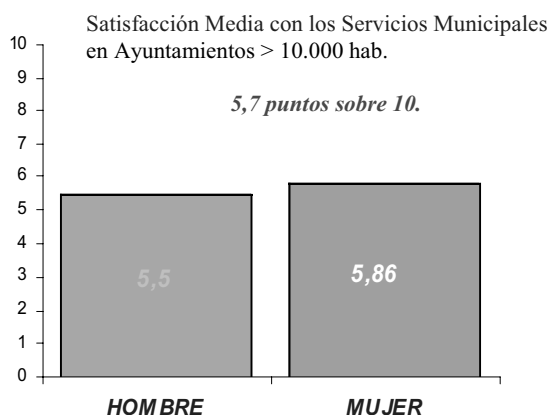 Satisfacción Media con los Servicios Municipales
en Ayuntamientos > 10.000 hab.
5,7 puntos sobre 10.
10
9
8
7
6
5
4
3
2
1
0
5,5
5,86
HOMBRE
MUJER